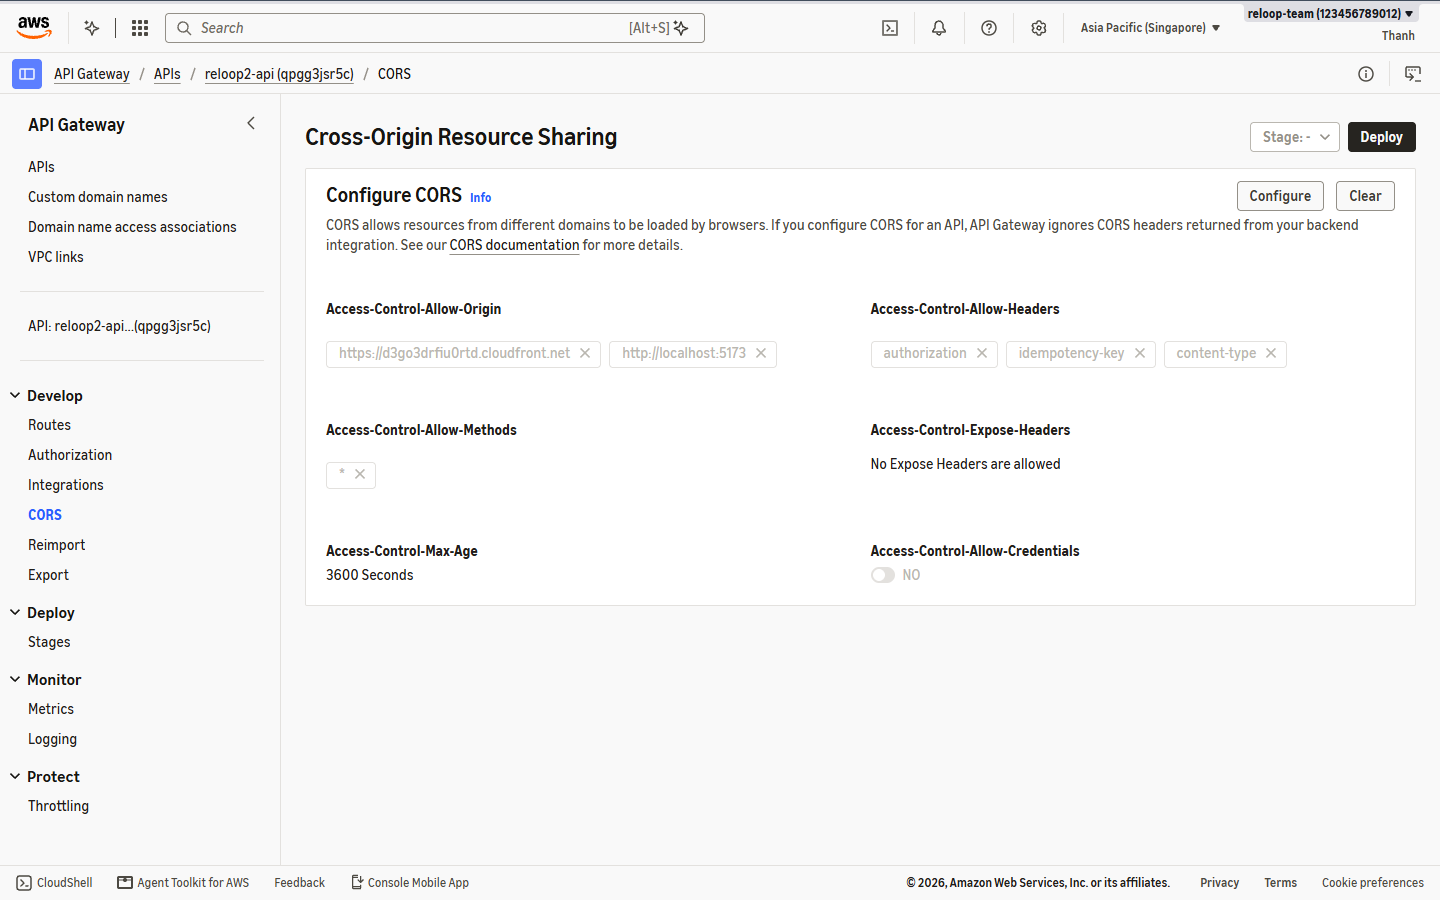 aws
Search
[Alt+S]
Asia Pacific (Singapore)
reloop-team (123456789012)
Thanh
API Gateway / APIs / reloop2-api (qpgg3jsr5c) / CORS
API Gateway
APIs
Custom domain names
Domain name access associations
VPC links
API: reloop2-api...(qpgg3jsr5c)
Develop
Routes
Authorization
Integrations
CORS
Reimport
Export
Deploy
Stages
Monitor
Metrics
Logging
Protect
Throttling
Cross-Origin Resource Sharing
Stage: -
Deploy
Configure CORS Info
Configure
Clear
CORS allows resources from different domains to be loaded by browsers. If you configure CORS for an API, API Gateway ignores CORS headers returned from your backend
integration. See our CORS documentation for more details.
Access-Control-Allow-Origin
https://d3go3drfiu0rtd.cloudfront.net
http://localhost:5173
Access-Control-Allow-Headers
authorization
idempotency-key
content-type
Access-Control-Allow-Methods
*
Access-Control-Expose-Headers
No Expose Headers are allowed
Access-Control-Max-Age
3600 Seconds
Access-Control-Allow-Credentials
NO
CloudShell
Agent Toolkit for AWS
Feedback
Console Mobile App
© 2026, Amazon Web Services, Inc. or its affiliates.
Privacy
Terms
Cookie preferences